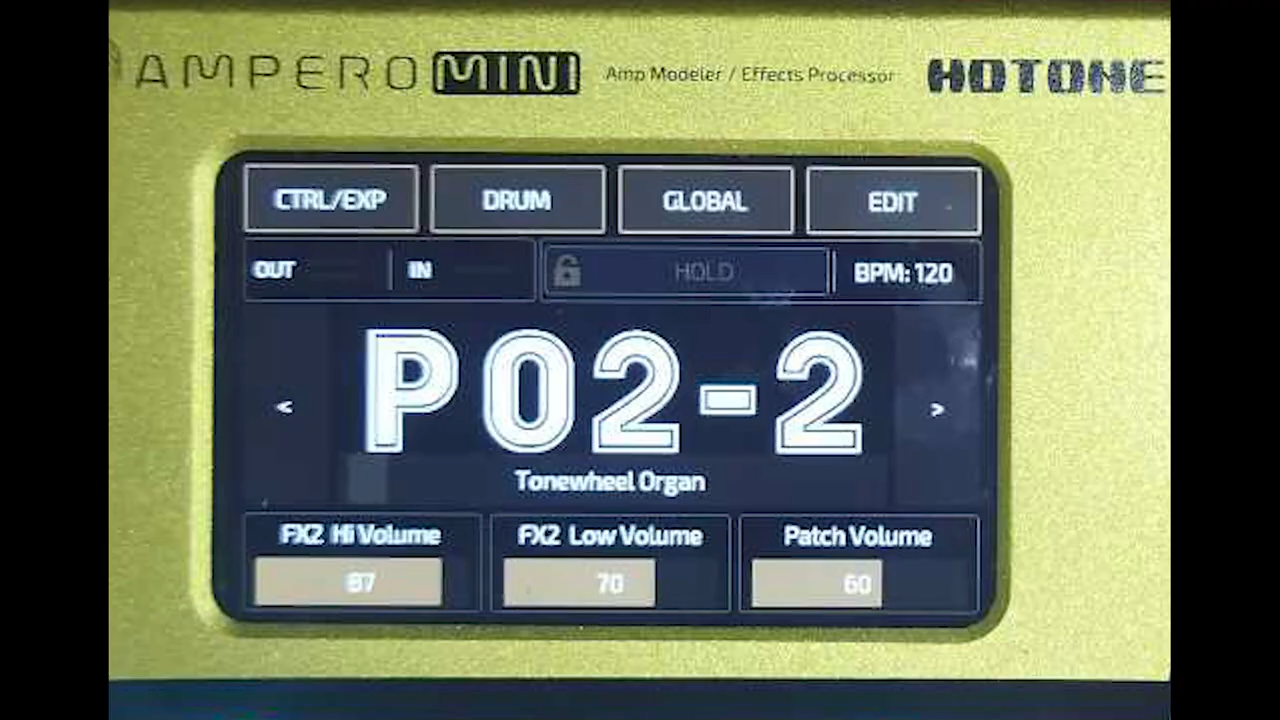 AMPERO MINI Amp Modeler / Effects Processor HOTONE
CTRL/EXP DRUM GLOBAL EDIT
OUT IN HOLD BPM: 120
P02-2
< >
Tonewheel Organ
FX2 Hi Volume FX2 Low Volume Patch Volume
87 70 60